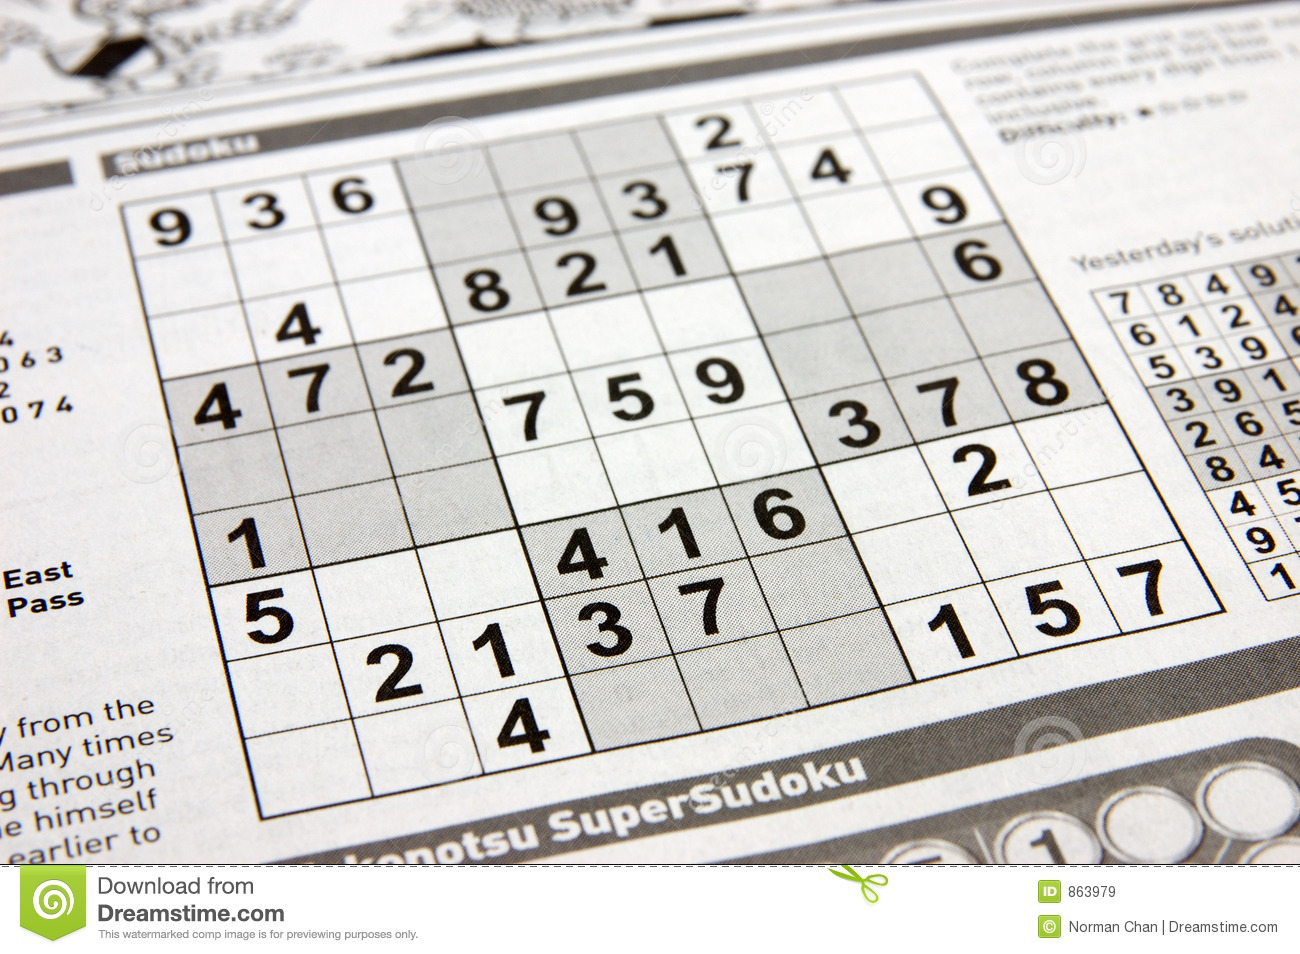 Sudoku
9 3 6 2
9 3 7 4
4 8 2 1 9
4 7 2 6
7 5 9
1 3 7 8
5 4 1 6 2
2 1 3 7
4 1 5 7
Complete the grid so that
row, column and
contains every digit from
inclusive.
Difficulty:
Yesterday's soluti
7 8 4 9
6 1 2 4
5 3 9 9
3 9 1
2 6 5
8 4
4 5
9
1
4
063
2
074
East
Pass
y from the
Many times
g through
e himself
earlier to
konotsu SuperSudoku
1
Download from
Dreamstime.com
This watermarked comp image is for previewing purposes only.
ID 863979
© Norman Chan | Dreamstime.com